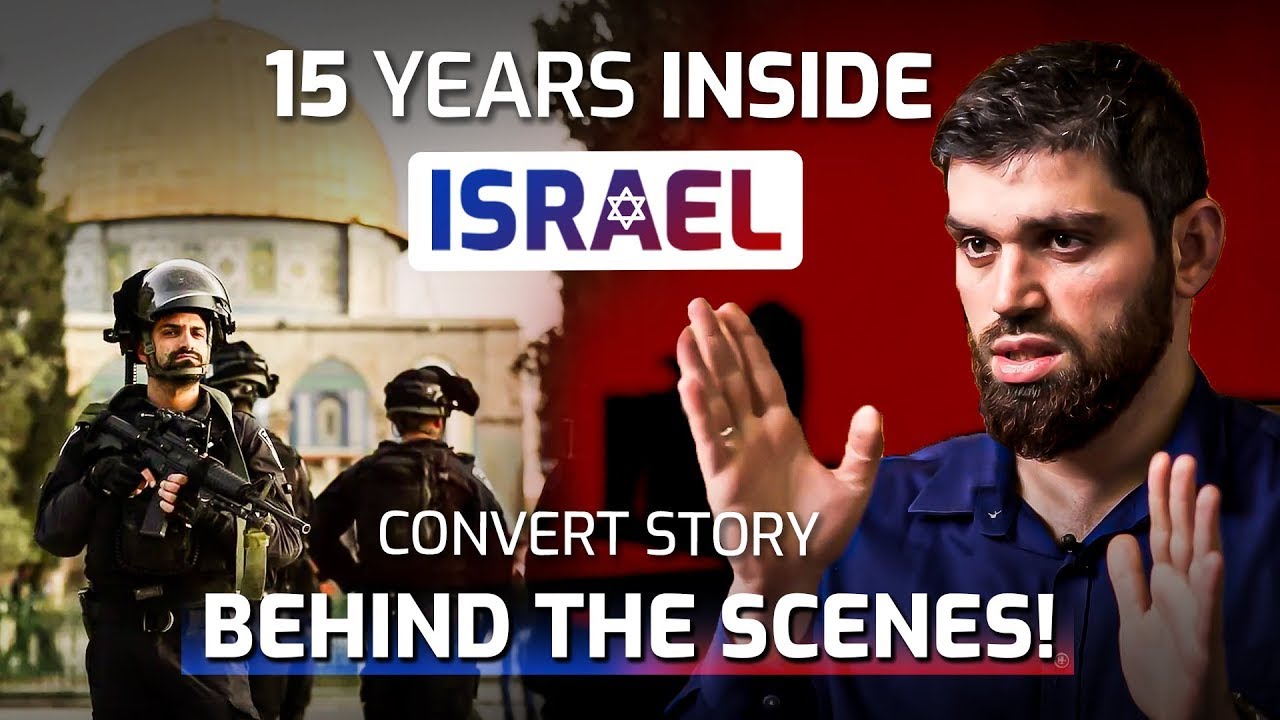 15 YEARS INSIDE
ISRAEL
CONVERT STORY
BEHIND THE SCENES!